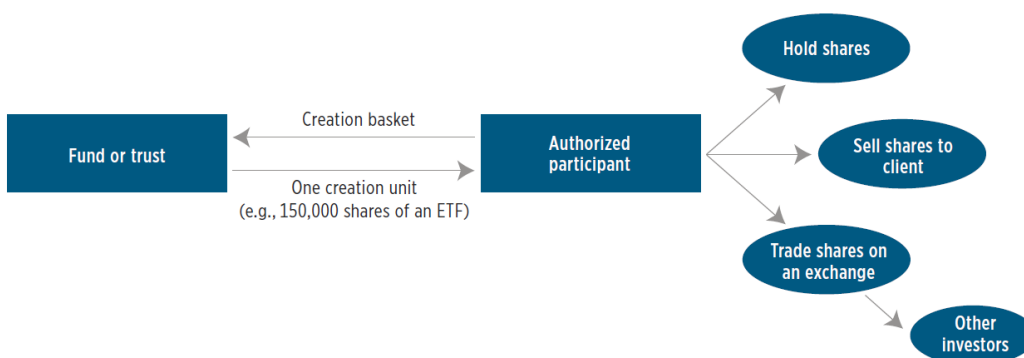 Hold shares
Creation basket
Fund or trust
Authorized
participant
Sell shares to
client
One creation unit
(e.g., 150,000 shares of an ETF)
Trade shares on
an exchange
Other
investors